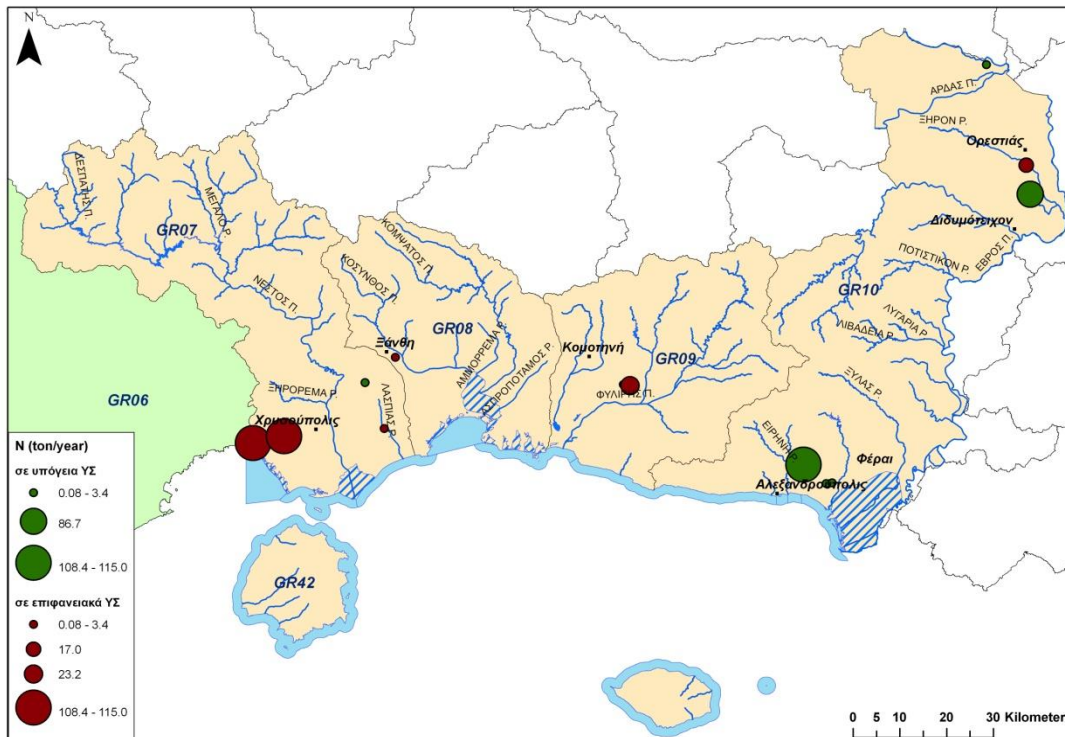 N
ΑΡΔΑΣ Π.
ΞΗΡΟΝ Ρ.
Ορεστιάς
ΔΕΣΠΑΤΗΣ Π.
ΜΕΓΑΛΟ Ρ.
GR07
Διδυμότειχον
ΕΒΡΟΣ Π.
ΚΟΜΨΑΤΟΣ Π.
ΚΟΣΥΝΘΟΣ Π.
ΠΟΤΙΣΤΙΚΟΝ Ρ.
GR10
ΝΕΣΤΟΣ Π.
GR08
ΛΥΓΑΡΙΑ Ρ.
ΛΙΒΑΔΕΙΑ Ρ.
Ξάνθη
ΑΜΜΟΡΡΕΜΑ Ρ.
ΑΣΠΡΟΠΟΤΑΜΟΣ Ρ.
Κομοτηνή
GR09
GR06
ΞΗΡΟΡΕΜΑ Ρ.
ΛΑΣΠΙΑΣ Ρ.
ΦΥΛΙΡΗΣ Π.
ΞΥΛΑΣ Ρ.
Χρυσούπολις
ΕΙΡΗΝΗ
Φέραι
Αλεξανδρούπολις
GR42
N (ton/year)
σε υπόγεια ΥΣ
0.08 - 3.4
86.7
108.4 - 115.0
σε επιφανειακά ΥΣ
0.08 - 3.4
17.0
23.2
108.4 - 115.0
0 5 10 20 30 Kilometer